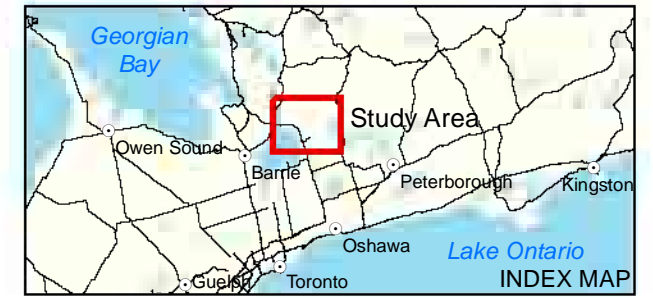 Georgian
Bay
Study Area
Owen Sound
Barrie
Peterborough
Kingston
Oshawa
Lake Ontario
Guelph
Toronto
INDEX MAP